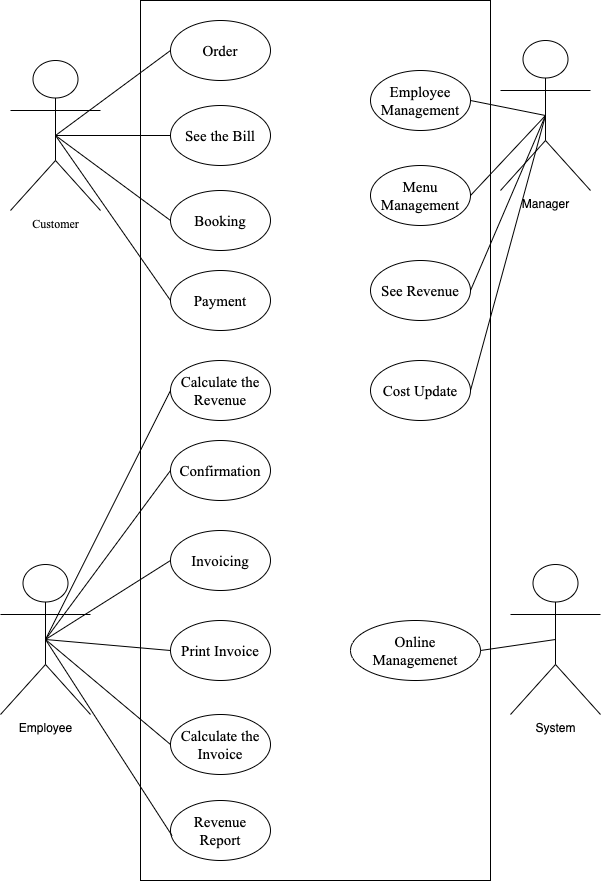 Order
See the Bill
Booking
Payment
Calculate the
Revenue
Confirmation
Invoicing
Print Invoice
Calculate the
Invoice
Revenue
Report
Employee
Management
Menu
Management
See Revenue
Cost Update
Online
Managemenet
Customer
Manager
Employee
System